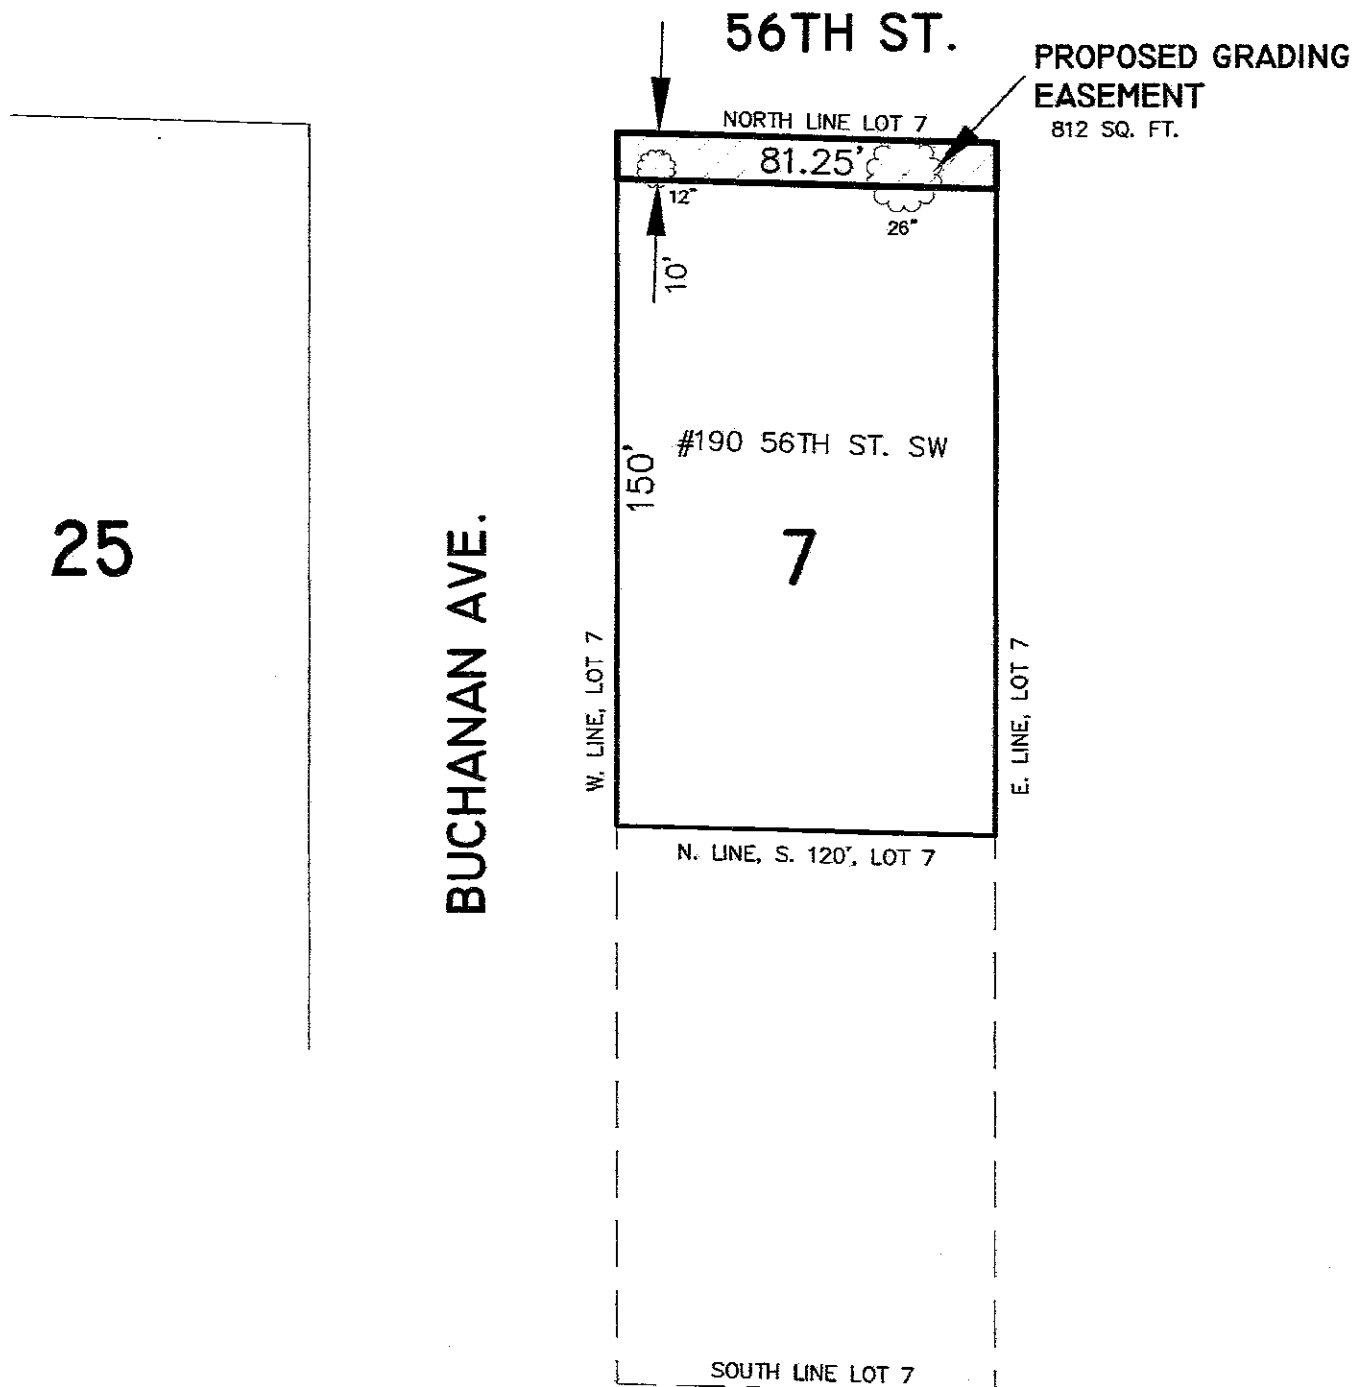 56TH ST.
PROPOSED GRADING
EASEMENT
812 SQ. FT.
NORTH LINE LOT 7
81.25'
12"
26"
10'
#190 56TH ST. SW
150'
25
7
BUCHANAN AVE.
W. LINE, LOT 7
E. LINE, LOT 7
N. LINE, S. 120', LOT 7
SOUTH LINE LOT 7